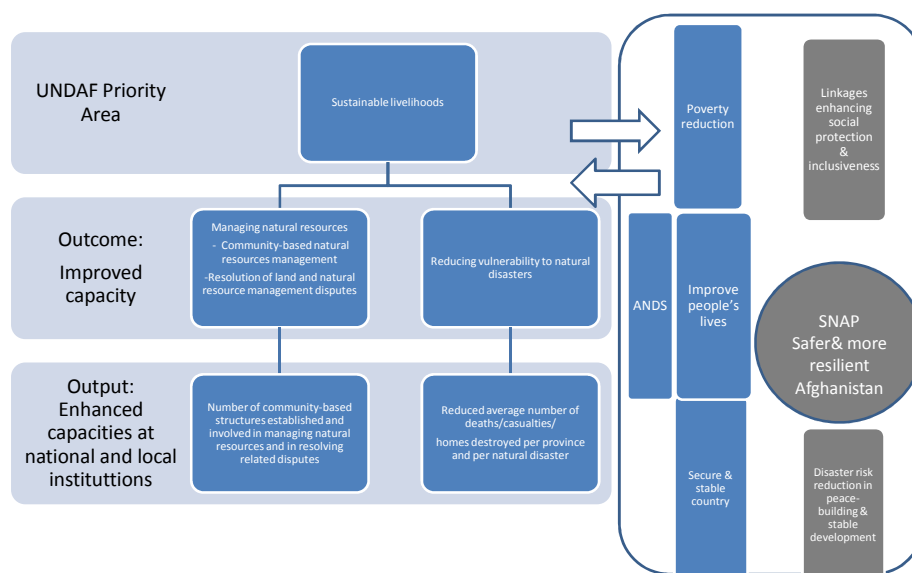 UNDAF Priority
Area
Sustainable livelihoods
Outcome:
Improved
capacity
Managing natural resources
- Community-based natural
resources management
-Resolution of land and natural
resource management disputes
Reducing vulnerability to natural
disasters
Output:
Enhanced
capacities at
national and local
instituttions
Number of community-based
structures established and
involved in managing natural
resources and in resolving
related disputes
Reduced average number of
deaths/casualties/
homes destroyed per province
and per natural disaster
Poverty
reduction
Linkages
enhancing
social
protection
&
inclusiveness
ANDS
Improve
people’s
lives
SNAP
Safer& more
resilient
Afghanistan
Secure &
stable
country
Disaster risk
reduction in
peace-
building &
stable
development